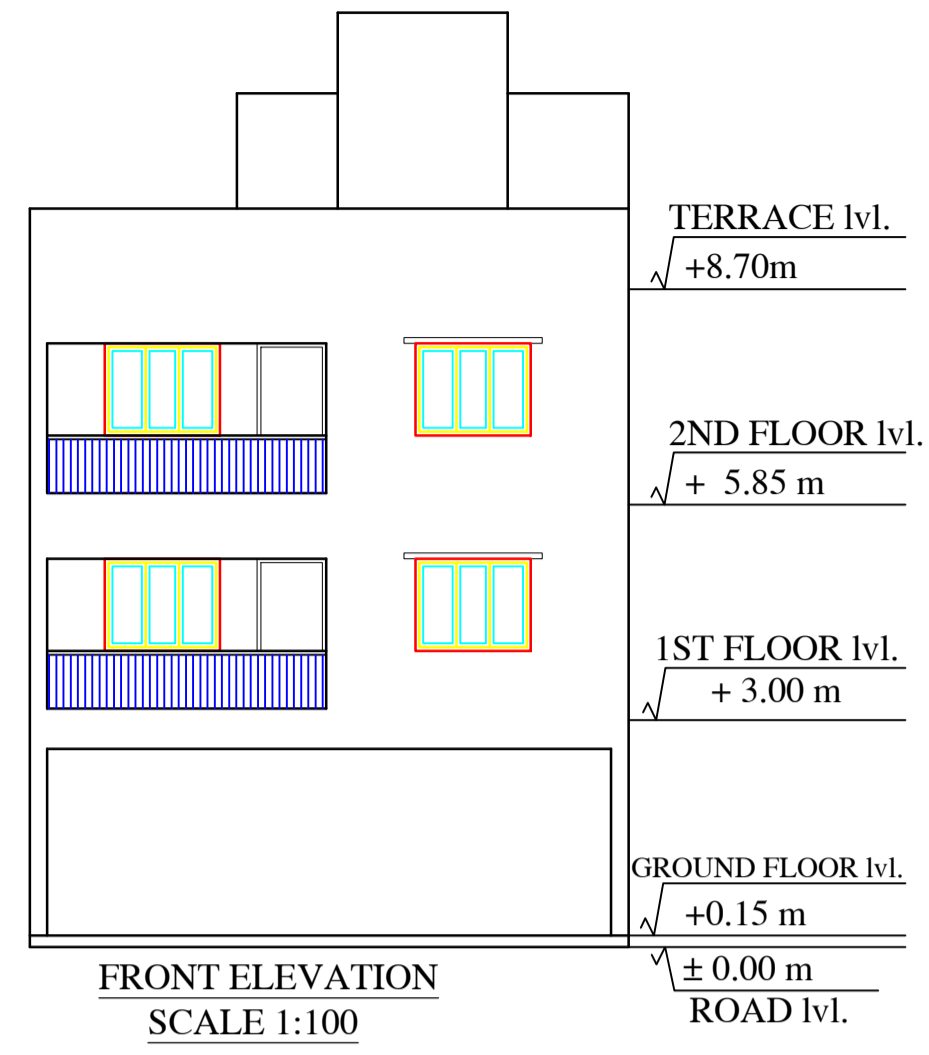 TERRACE lvl.
+8.70m
2ND FLOOR lvl.
+ 5.85 m
1ST FLOOR lvl.
+ 3.00 m
GROUND FLOOR lvl.
+0.15 m
± 0.00 m
ROAD lvl.
FRONT ELEVATION
SCALE 1:100